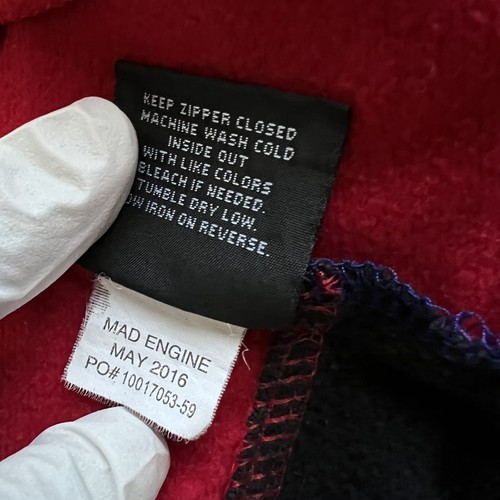 KEEP ZIPPER CLOSED
MACHINE WASH COLD
INSIDE OUT
WITH LIKE COLORS
BLEACH IF NEEDED.
TUMBLE DRY LOW.
IRON ON REVERSE.
MAD ENGINE
MAY 2016
PO# 10017053-59